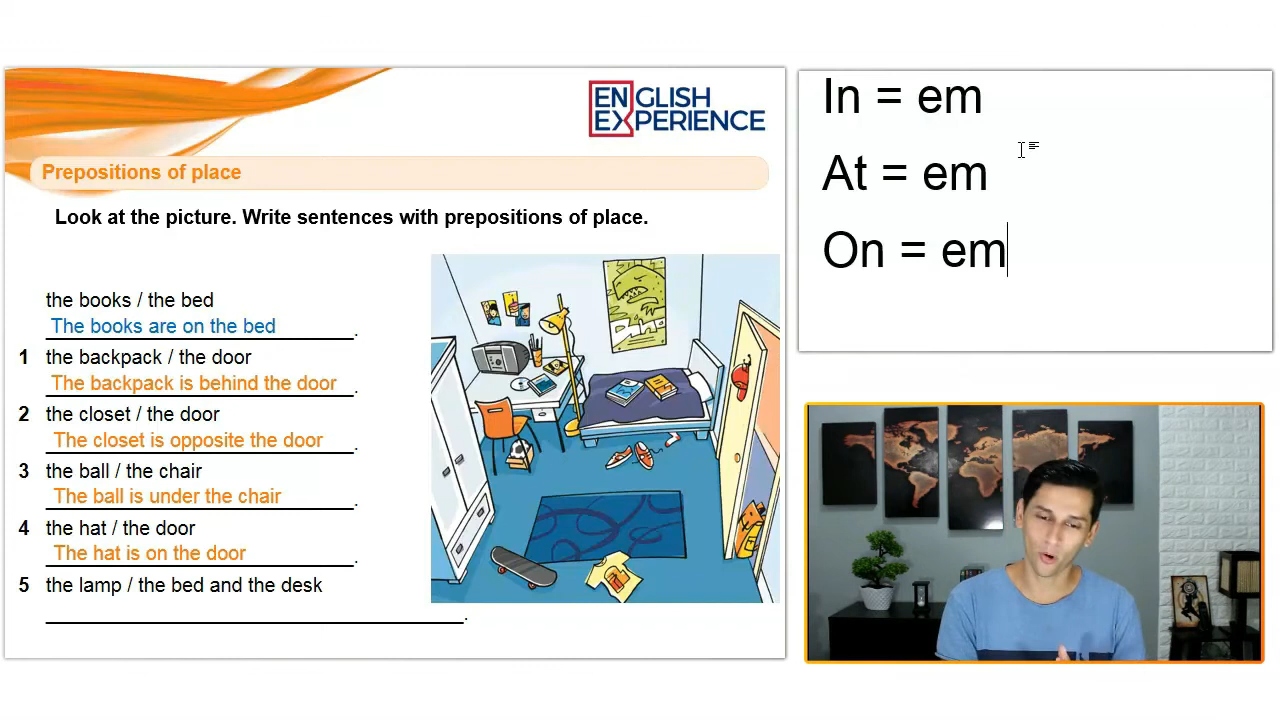 ENGLISH
EXPERIENCE
Prepositions of place
Look at the picture. Write sentences with prepositions of place.
the books / the bed
The books are on the bed.
1 the backpack / the door
The backpack is behind the door.
2 the closet / the door
The closet is opposite the door.
3 the ball / the chair
The ball is under the chair.
4 the hat / the door
The hat is on the door.
5 the lamp / the bed and the desk
.
In = em
At = em
On = em